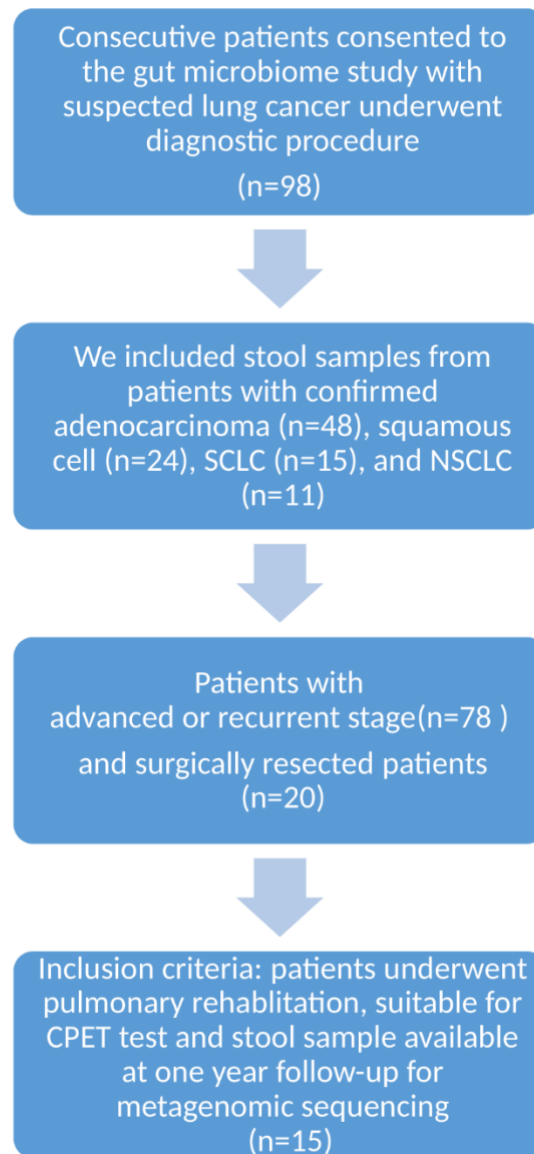 Consecutive patients consented to
the gut microbiome study with
suspected lung cancer underwent
diagnostic procedure
(n=98)
We included stool samples from
patients with confirmed
adenocarcinoma (n=48), squamous
cell (n=24), SCLC (n=15), and NSCLC
(n=11)
Patients with
advanced or recurrent stage(n=78 )
and surgically resected patients
(n=20)
Inclusion criteria: patients underwent
pulmonary rehablitation, suitable for
CPET test and stool sample available
at one year follow-up for
metagenomic sequencing
(n=15)